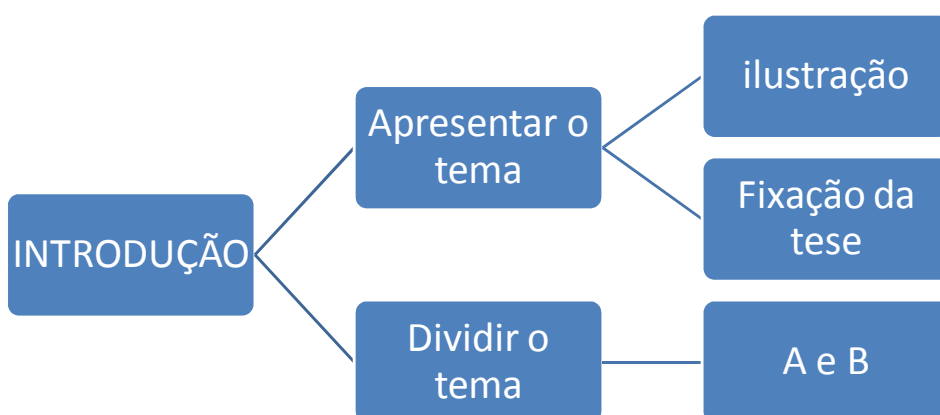 INTRODUÇÃO
Apresentar o
tema
ilustração
Fixação da
tese
Dividir o
tema
A e B